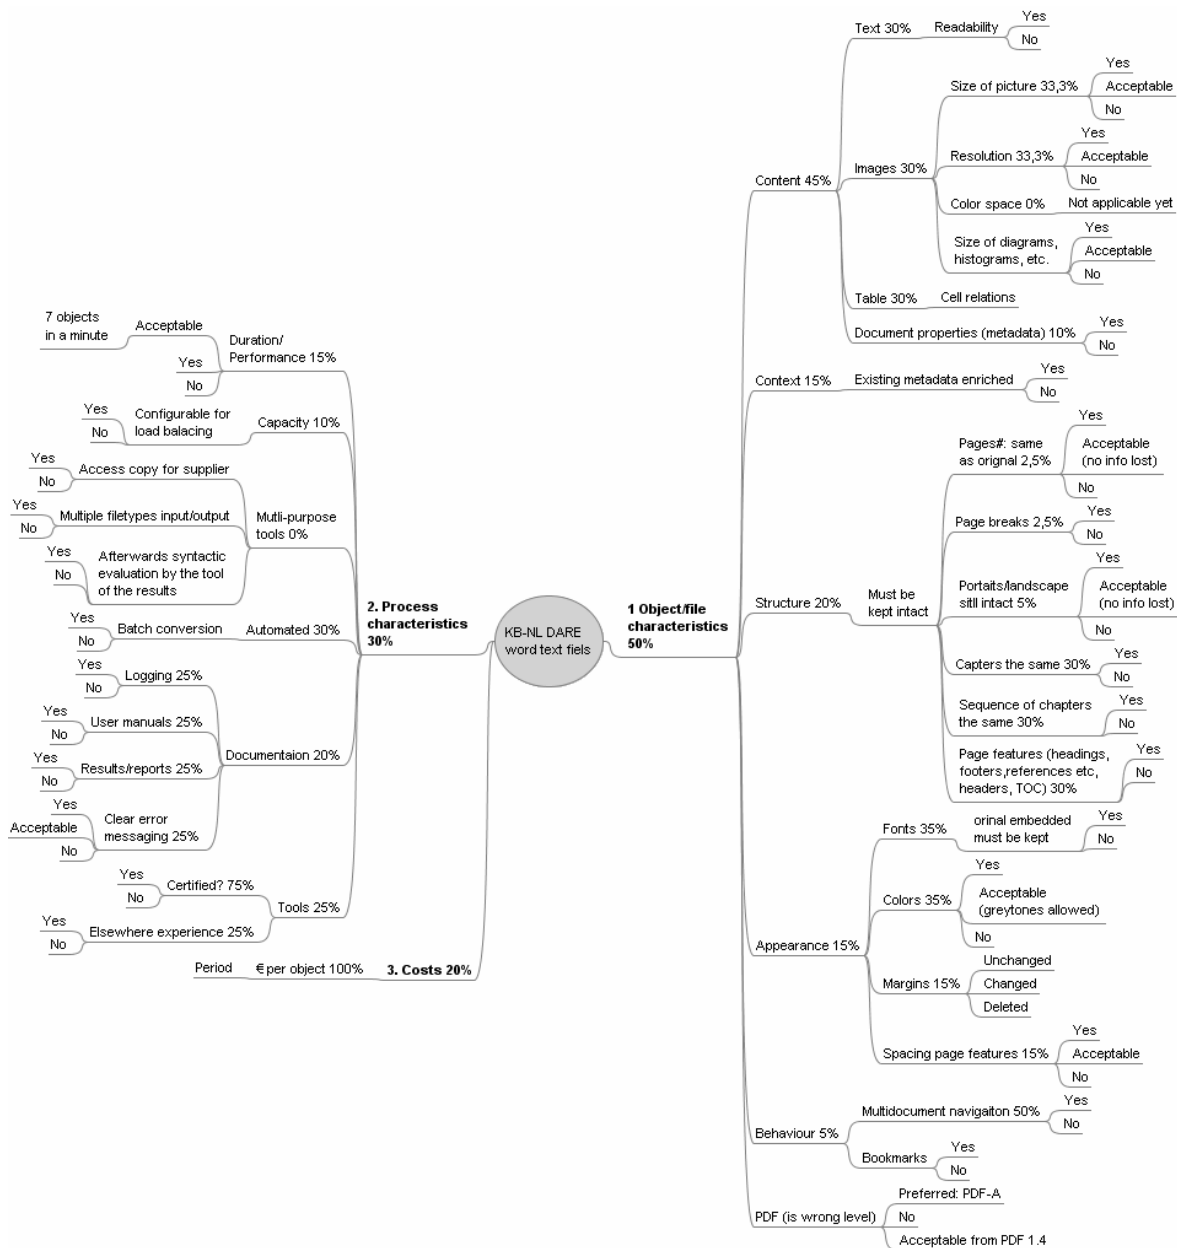 KB-NL DARE
word text fiels
1 Object/file
characteristics
50%
Content 45%
Text 30%
Readability
Yes
No
Images 30%
Size of picture 33,3%
Yes
Acceptable
No
Resolution 33,3%
Yes
Acceptable
No
Color space 0%
Not applicable yet
Size of diagrams,
histograms, etc.
Yes
Acceptable
No
Table 30%
Cell relations
Document properties (metadata) 10%
Yes
No
Context 15%
Existing metadata enriched
Yes
No
Structure 20%
Must be
kept intact
Pages#: same
as orignal 2,5%
Yes
Acceptable
(no info lost)
No
Page breaks 2,5%
Yes
No
Portaits/landscape
sitll intact 5%
Yes
Acceptable
(no info lost)
No
Capters the same 30%
Yes
No
Sequence of chapters
the same 30%
Yes
No
Page features (headings,
footers,references etc,
headers, TOC) 30%
Yes
No
Appearance 15%
Fonts 35%
orinal embedded
must be kept
Yes
No
Colors 35%
Yes
Acceptable
(greytones allowed)
No
Margins 15%
Unchanged
Changed
Deleted
Spacing page features 15%
Yes
Acceptable
No
Behaviour 5%
Multidocument navigaiton 50%
Yes
No
Bookmarks
Yes
No
PDF (is wrong level)
Preferred: PDF-A
No
Acceptable from PDF 1.4
2. Process
characteristics
30%
Duration/
Performance 15%
Acceptable
7 objects
in a minute
Yes
No
Capacity 10%
Configurable for
load balacing
Yes
No
Mutli-purpose
tools 0%
Access copy for supplier
Yes
No
Multiple filetypes input/output
Yes
No
Afterwards syntactic
evaluation by the tool
of the results
Yes
No
Automated 30%
Batch conversion
Yes
No
Documentaion 20%
Logging 25%
Yes
No
User manuals 25%
Yes
No
Results/reports 25%
Yes
No
Clear error
messaging 25%
Yes
Acceptable
No
Tools 25%
Certified? 75%
Yes
No
Elsewhere experience 25%
Yes
No
3. Costs 20%
€ per object 100%
Period